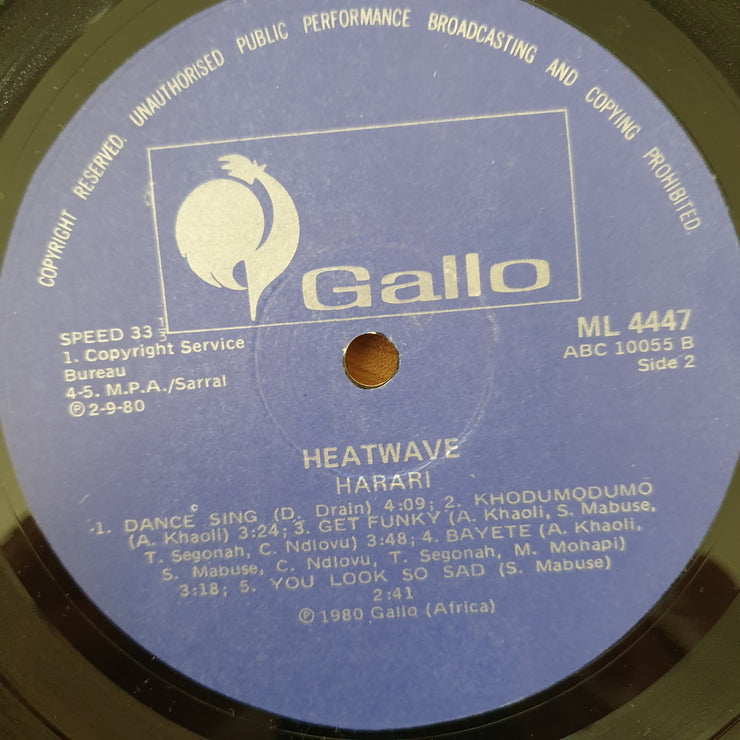 COPYRIGHT RESERVED. UNAUTHORISED PUBLIC PERFORMANCE BROADCASTING AND COPYING PROHIBITED.
Gallo
SPEED 33 1/3
1. Copyright Service
Bureau
4-5. M.P.A./Sarral
℗2-9-80
ML 4447
ABC 10055 B
Side 2
HEATWAVE
HARARI
1. DANCE SING (D. Drain) 4:09; 2. KHODUMODUMO
(A. Khaoli) 3:24; 3. GET FUNKY (A. Khaoli, S. Mabuse,
T. Segonah, C. Ndlovu) 3:48; 4. BAYETE (A. Khaoli,
S. Mabuse, C. Ndlovu, T. Segonah, M. Mohapi)
3:18; 5. YOU LOOK SO SAD (S. Mabuse)
2:41
℗ 1980 Gallo (Africa)